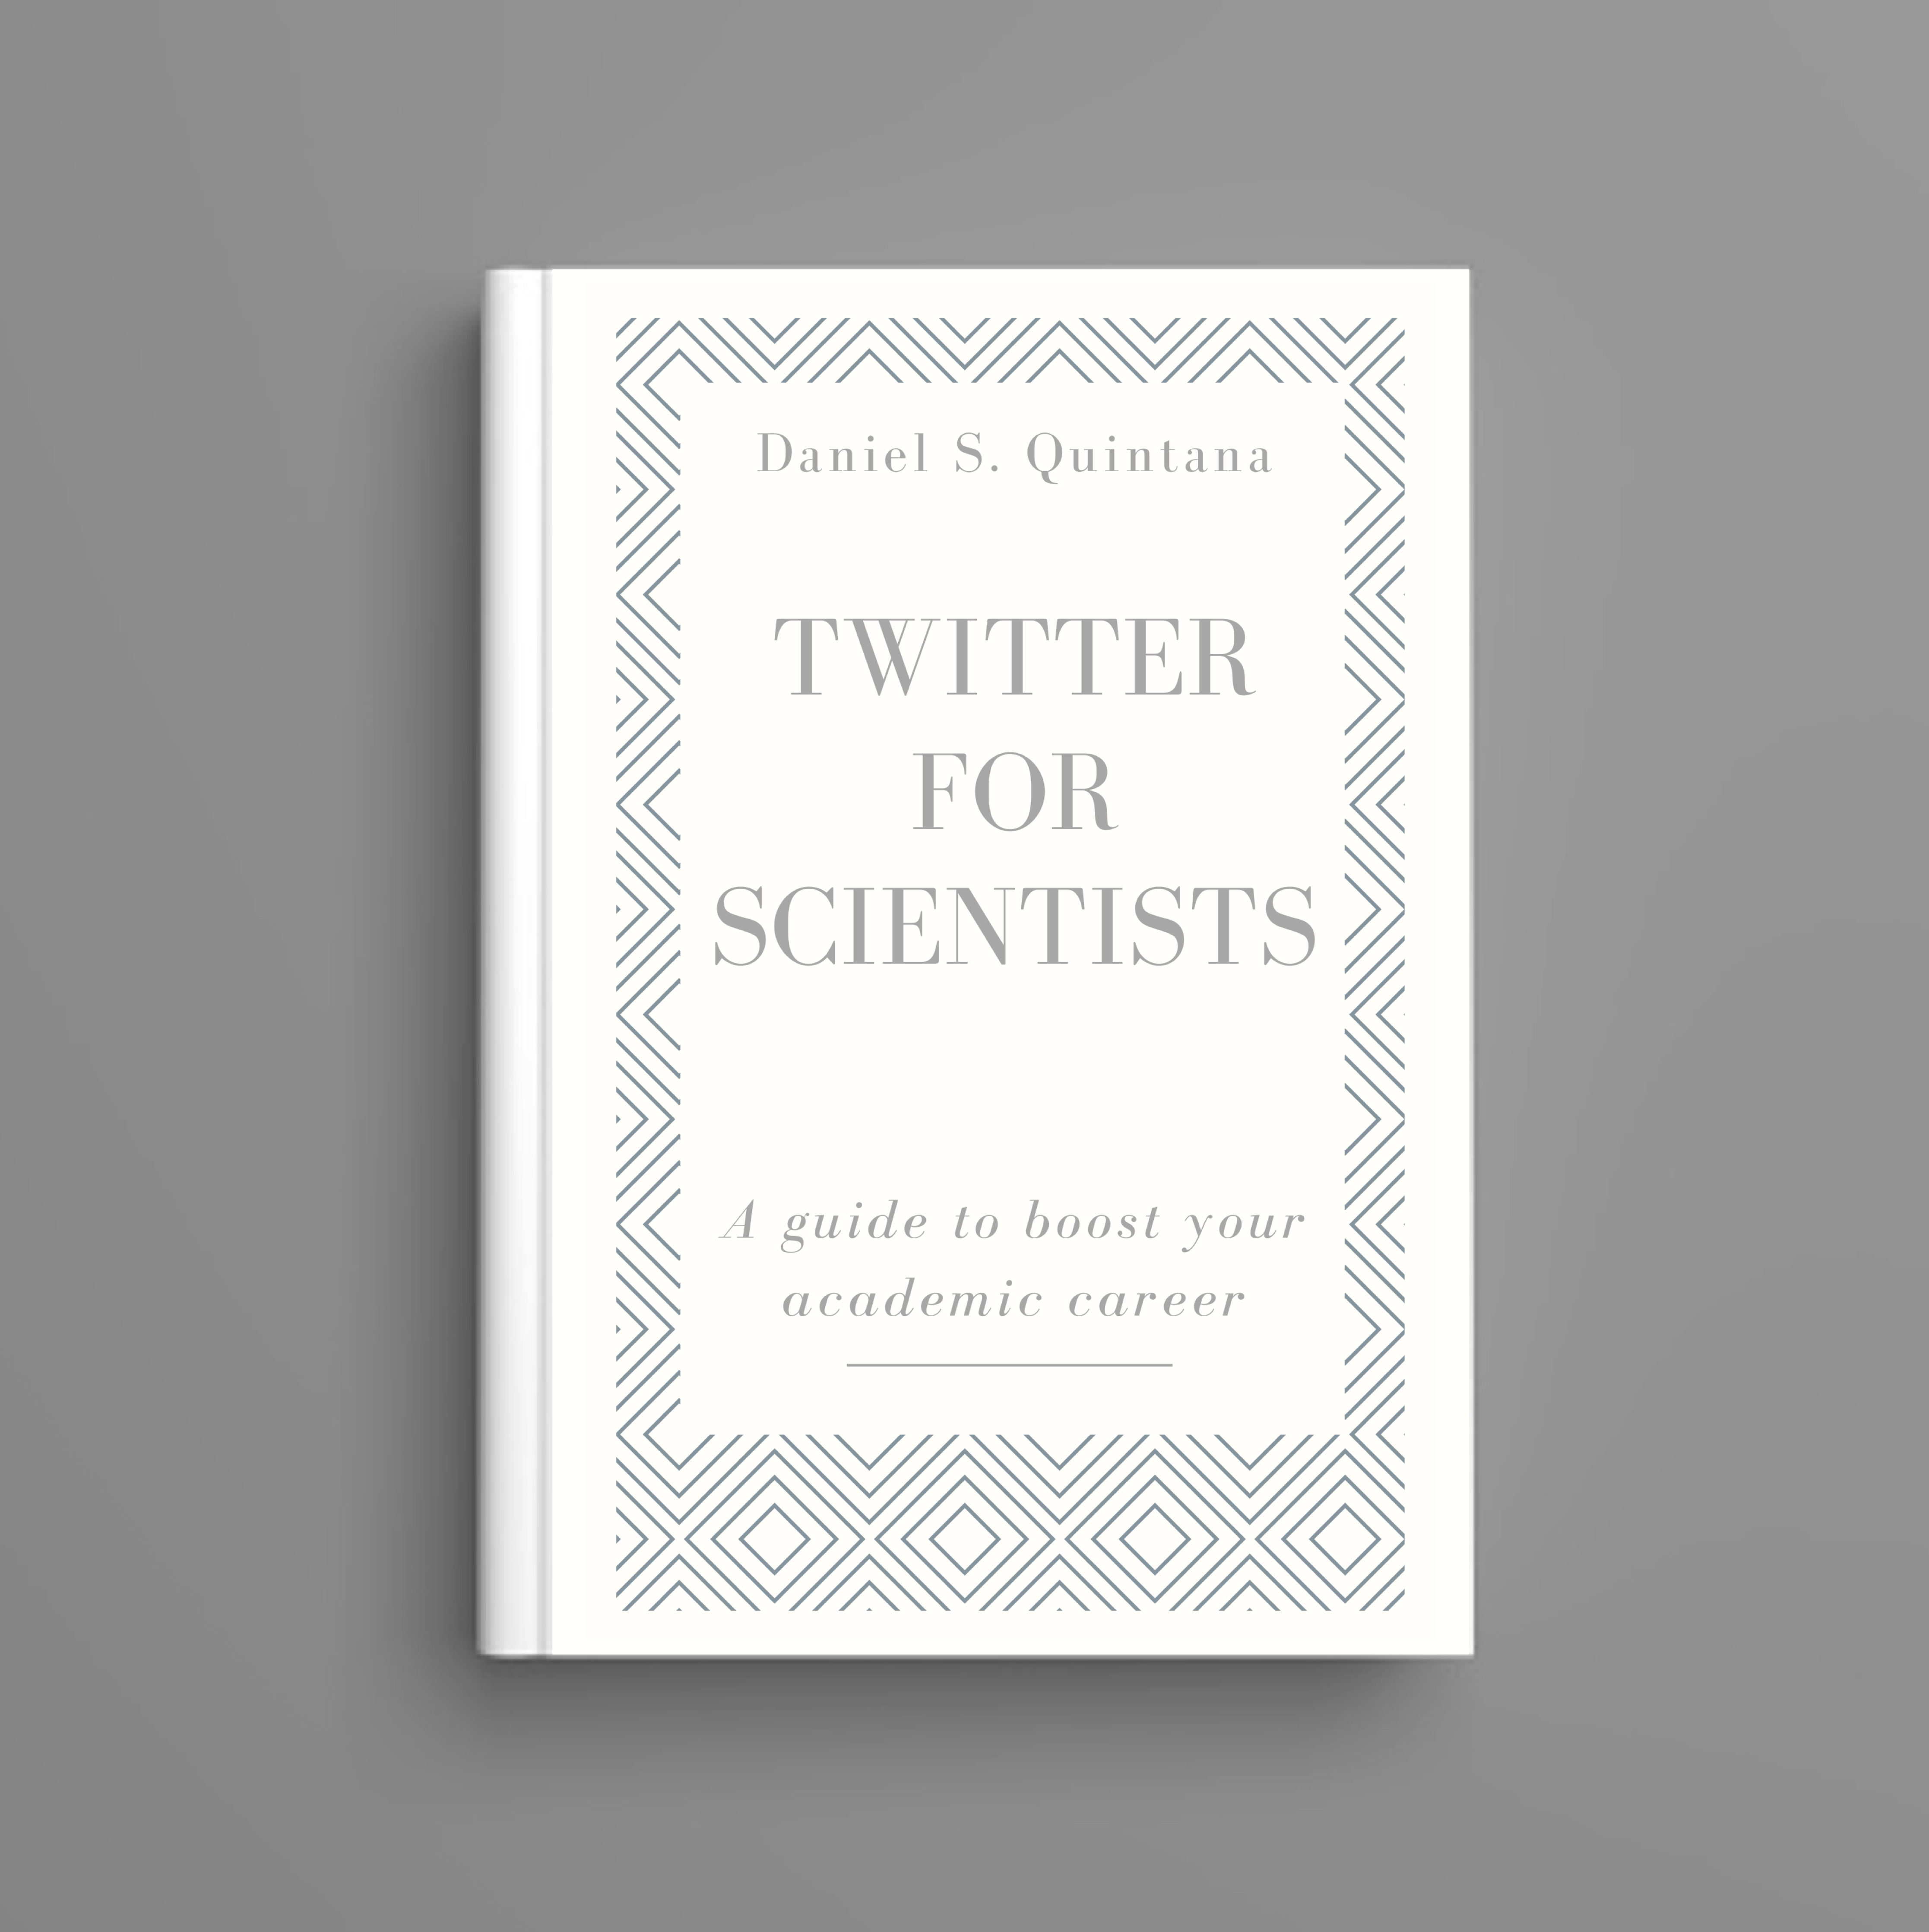 Daniel S. Quintana
TWITTER
FOR
SCIENTISTS
A guide to boost your
academic career